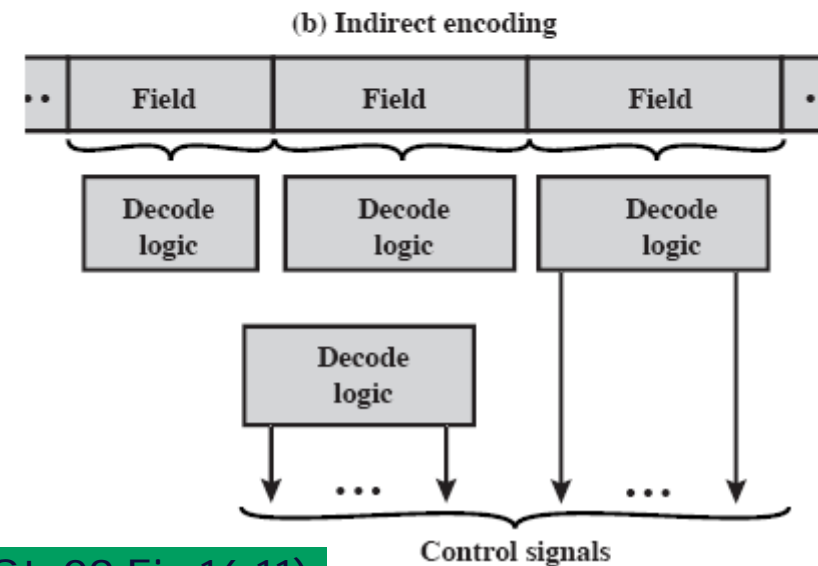 (b) Indirect encoding
•• Field Field Field •
Decode Decode Decode
logic logic logic
Decode
logic
••• •••
Control signals